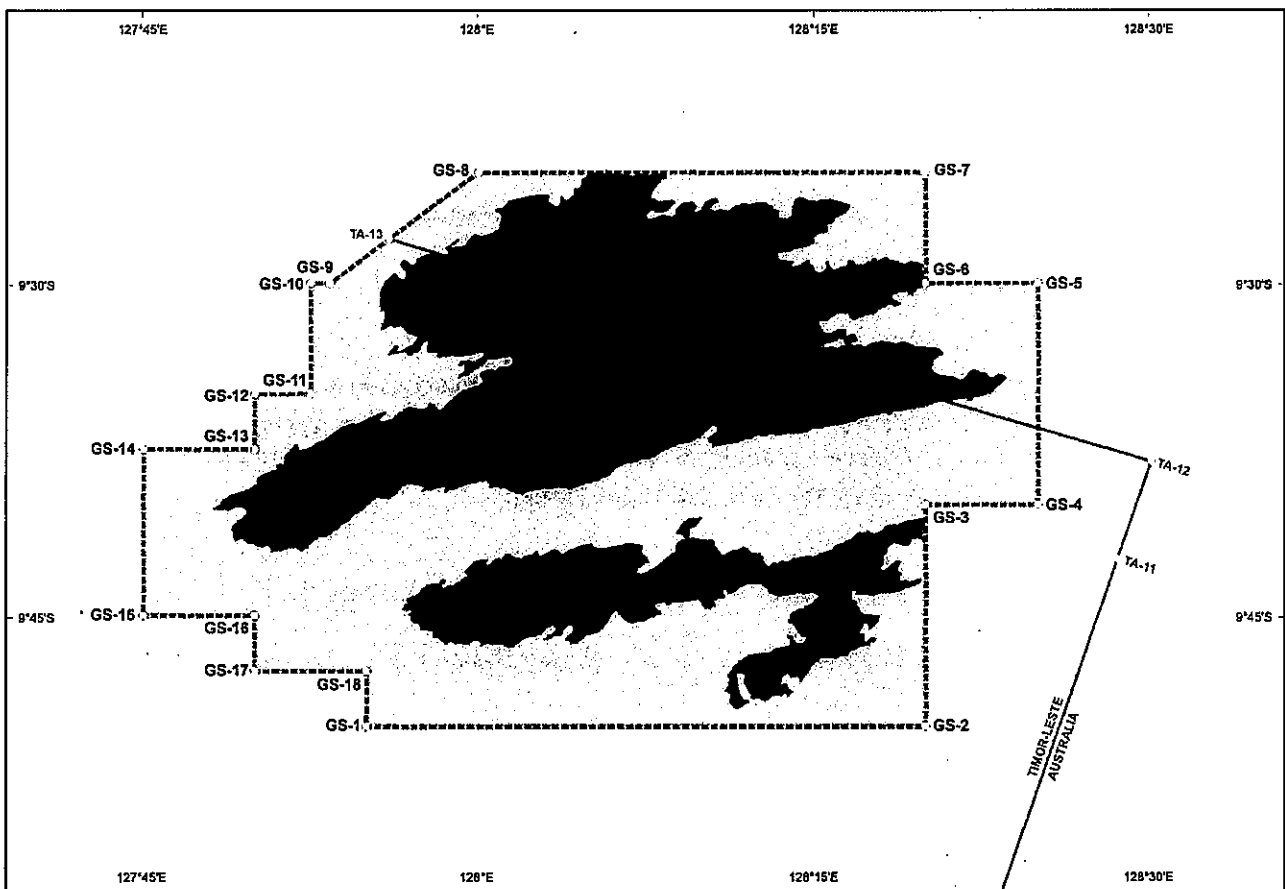 127°45'E 128°E 128°15'E 128°30'E
GS-8 GS-7
TA-13
GS-9
GS-10 GS-6 GS-5
9°30'S 9°30'S
GS-11
GS-12
GS-13
GS-14
TA-12
GS-3 GS-4
TA-11
GS-15
GS-16
9°45'S 9°45'S
GS-17
GS-18
GS-1 GS-2
TIMOR-LESTE
AUSTRALIA
127°45'E 128°E 128°15'E 128°30'E